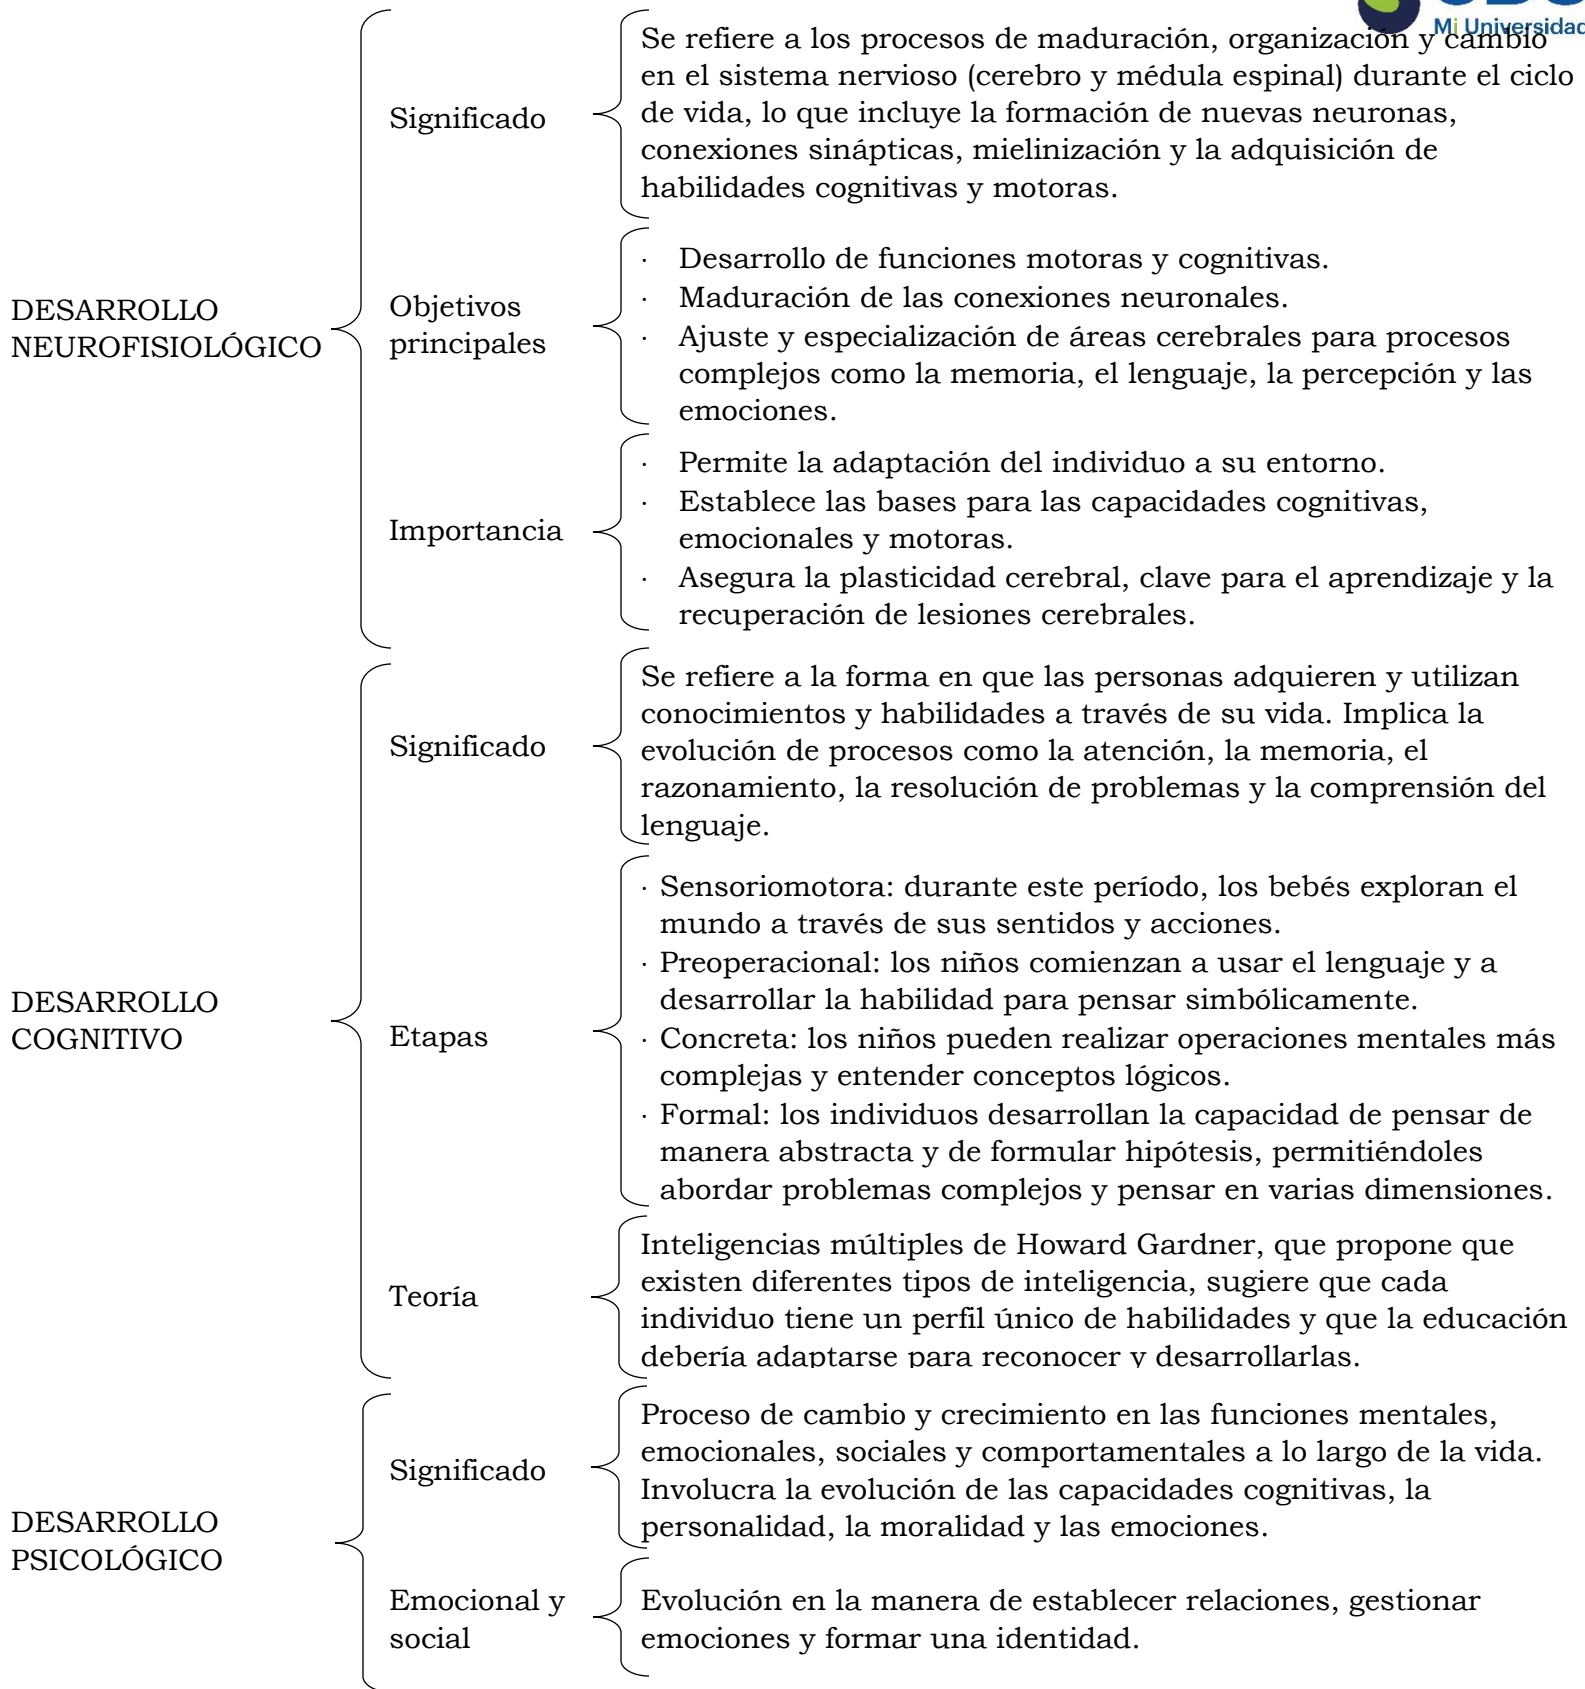 Mi Universidad
Se refiere a los procesos de maduración, organización y cambio
en el sistema nervioso (cerebro y médula espinal) durante el ciclo
Significado
de vida, lo que incluye la formación de nuevas neuronas,
conexiones sinápticas, mielinización y la adquisición de
habilidades cognitivas y motoras.
DESARROLLO
NEUROFISIOLÓGICO
Objetivos
principales
· Desarrollo de funciones motoras y cognitivas.
· Maduración de las conexiones neuronales.
· Ajuste y especialización de áreas cerebrales para procesos
complejos como la memoria, el lenguaje, la percepción y las
emociones.
Importancia
· Permite la adaptación del individuo a su entorno.
· Establece las bases para las capacidades cognitivas,
emocionales y motoras.
· Asegura la plasticidad cerebral, clave para el aprendizaje y la
recuperación de lesiones cerebrales.
DESARROLLO
COGNITIVO
Significado
Se refiere a la forma en que las personas adquieren y utilizan
conocimientos y habilidades a través de su vida. Implica la
evolución de procesos como la atención, la memoria, el
razonamiento, la resolución de problemas y la comprensión del
lenguaje.
Etapas
· Sensoriomotora: durante este período, los bebés exploran el
mundo a través de sus sentidos y acciones.
· Preoperacional: los niños comienzan a usar el lenguaje y a
desarrollar la habilidad para pensar simbólicamente.
· Concreta: los niños pueden realizar operaciones mentales más
complejas y entender conceptos lógicos.
· Formal: los individuos desarrollan la capacidad de pensar de
manera abstracta y de formular hipótesis, permitiéndoles
abordar problemas complejos y pensar en varias dimensiones.
Teoría
Inteligencias múltiples de Howard Gardner, que propone que
existen diferentes tipos de inteligencia, sugiere que cada
individuo tiene un perfil único de habilidades y que la educación
debería adaptarse para reconocer y desarrollarlas.
DESARROLLO
PSICOLÓGICO
Significado
Proceso de cambio y crecimiento en las funciones mentales,
emocionales, sociales y comportamentales a lo largo de la vida.
Involucra la evolución de las capacidades cognitivas, la
personalidad, la moralidad y las emociones.
Emocional y
social
Evolución en la manera de establecer relaciones, gestionar
emociones y formar una identidad.